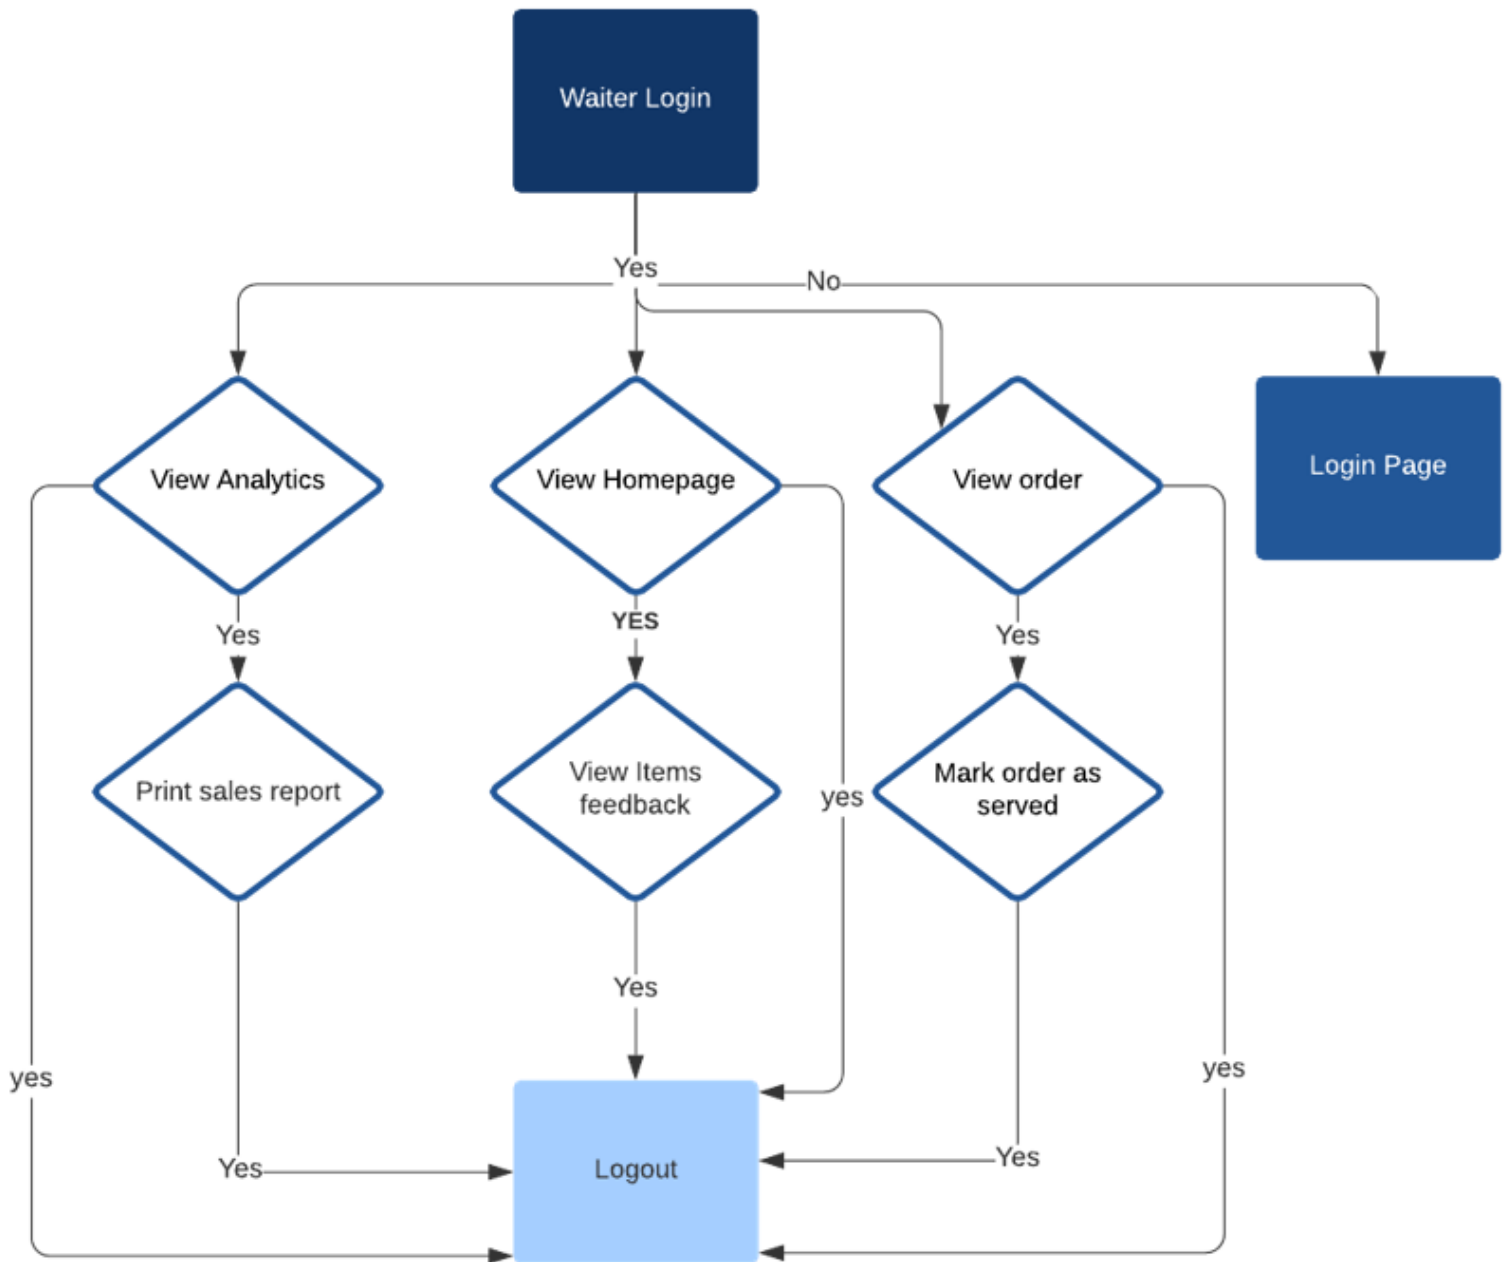 Waiter Login
Yes
No
View Analytics
View Homepage
View order
Login Page
Yes
YES
Yes
Print sales report
View Items
feedback
yes
Mark order as
served
Yes
yes
yes
Yes
Logout
Yes